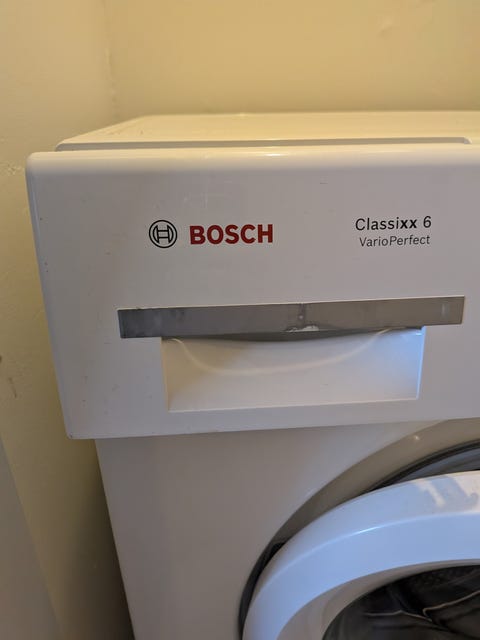 BOSCH
Classixx 6
VarioPerfect